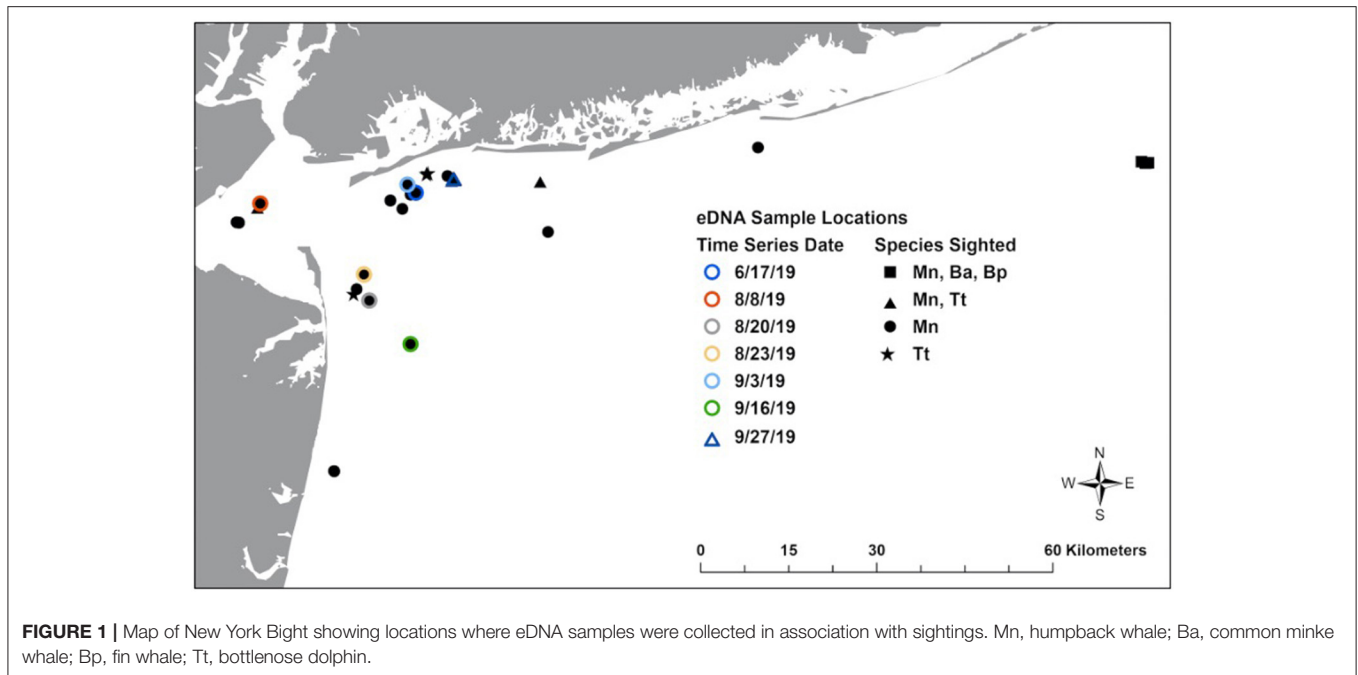 eDNA Sample Locations
Time Series Date
Species Sighted
6/17/19
Mn, Ba, Bp
8/8/19
Mn, Tt
8/20/19
Mn
8/23/19
Tt
9/3/19
9/16/19
9/27/19
N
W E
S
0 15 30 60 Kilometers
FIGURE 1 | Map of New York Bight showing locations where eDNA samples were collected in association with sightings. Mn, humpback whale; Ba, common minke
whale; Bp, fin whale; Tt, bottlenose dolphin.